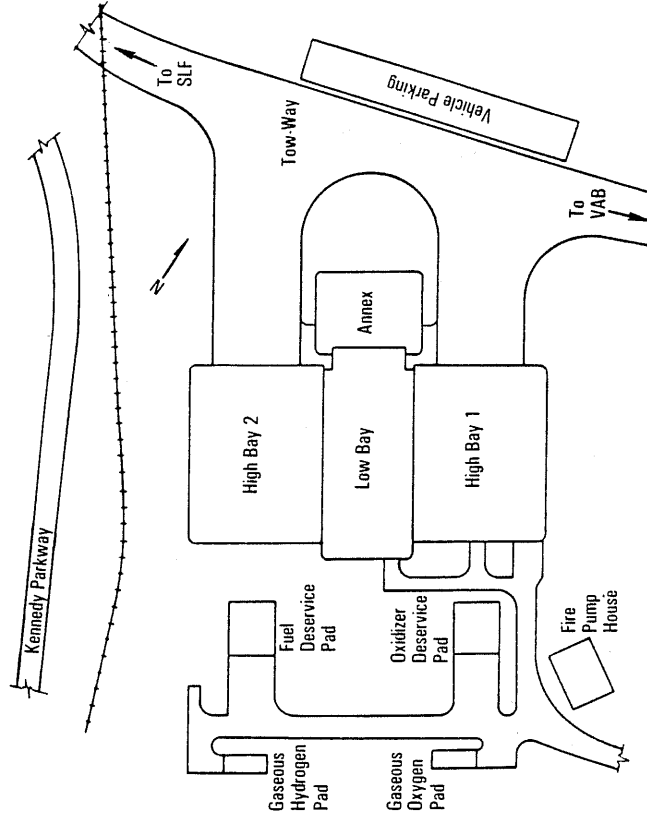 Kennedy Parkway
To
SLF
N
Tow-Way
Vehicle Parking
To
VAB
Annex
High Bay 2
Low Bay
High Bay 1
Fuel
Deservice
Pad
Oxidizer
Deservice
Pad
Fire
Pump
House
Gaseous
Hydrogen
Pad
Gaseous
Oxygen
Pad